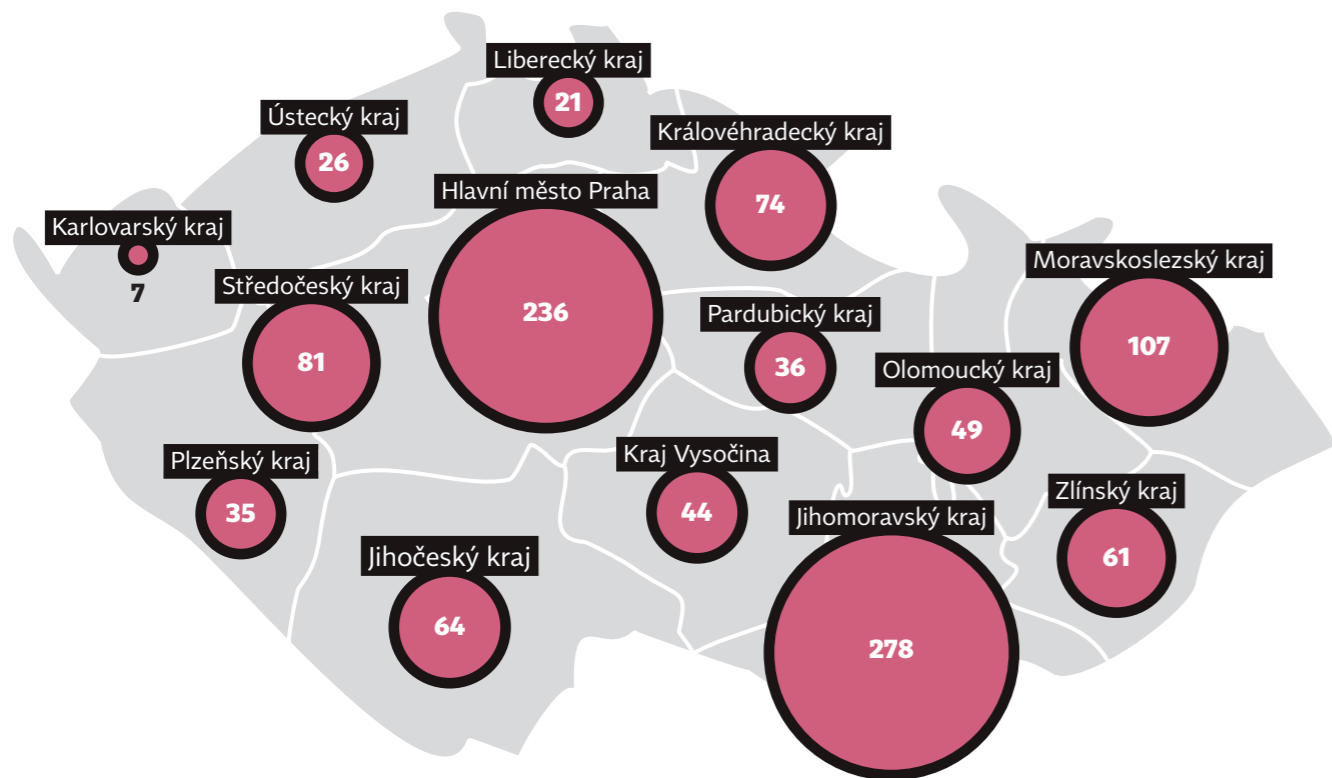 Liberecký kraj
21
Ústecký kraj
26
Královéhradecký kraj
74
Hlavní město Praha
236
Karlovarský kraj
7
Středočeský kraj
81
Moravskoslezský kraj
107
Pardubický kraj
36
Olomoucký kraj
49
Plzeňský kraj
35
Kraj Vysočina
44
Zlínský kraj
61
Jihomoravský kraj
278
Jihočeský kraj
64